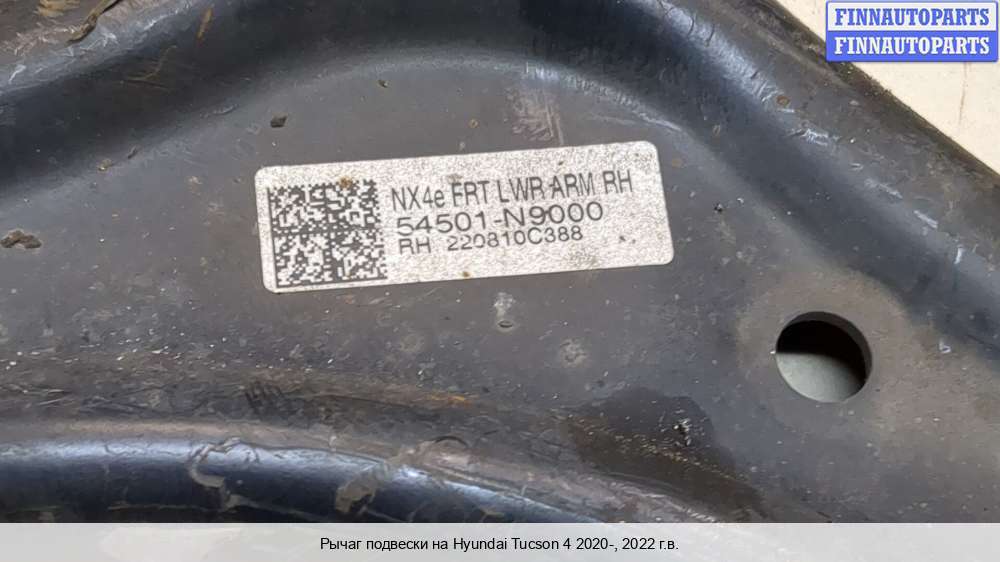 FINNAUTOPARTS
FINNAUTOPARTS
NX4e FRT LWR ARM RH
54501-N9000
RH 220810C388
Рычаг подвески на Hyundai Tucson 4 2020-, 2022 г.в.